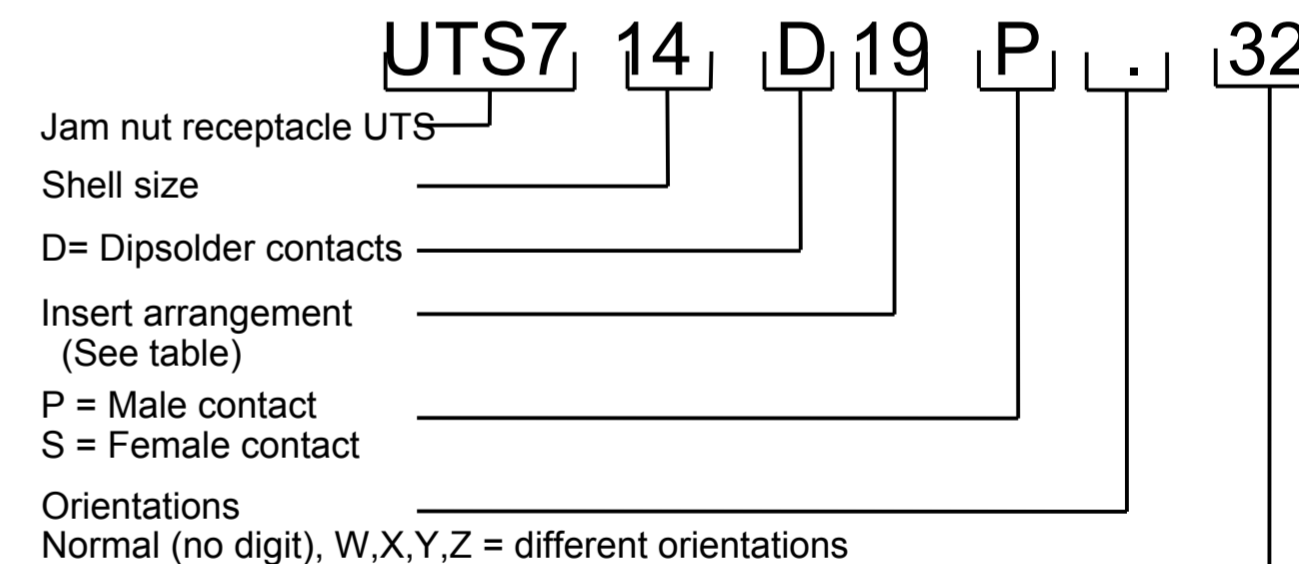 UTS7 14 D 19 P . 32
Jam nut receptacle UTS
Shell size
D= Dipsolder contacts
Insert arrangement
(See table)
P = Male contact
S = Female contact
Orientations
Normal (no digit), W,X,Y,Z = different orientations